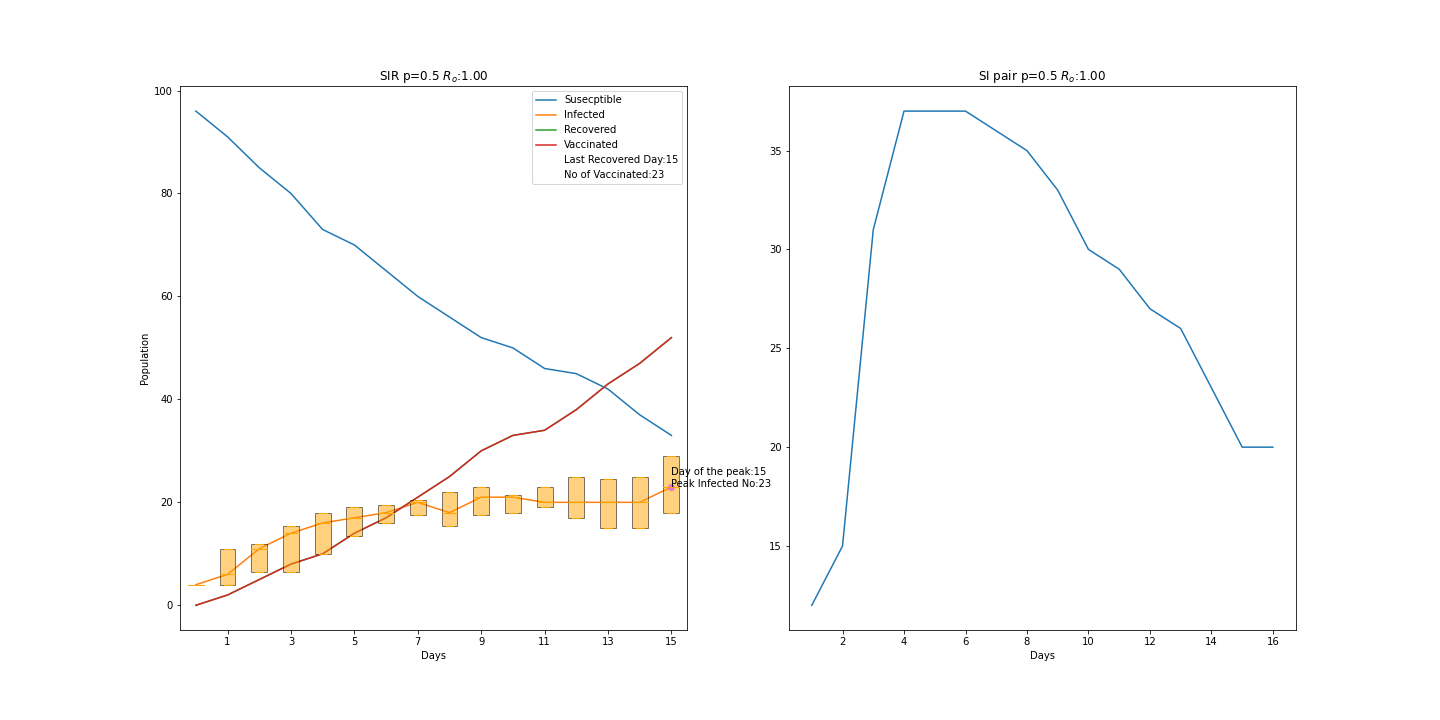 SIR p=0.5 Rₒ:1.00
100
80
60
40
20
0
Population
Susecptible
Infected
Recovered
Vaccinated
Last Recovered Day:15
No of Vaccinated:23
Day of the peak:15
Peak Infected No:23
1 3 5 7 9 11 13 15
Days
SI pair p=0.5 Rₒ:1.00
35
30
25
20
15
2 4 6 8 10 12 14 16
Days